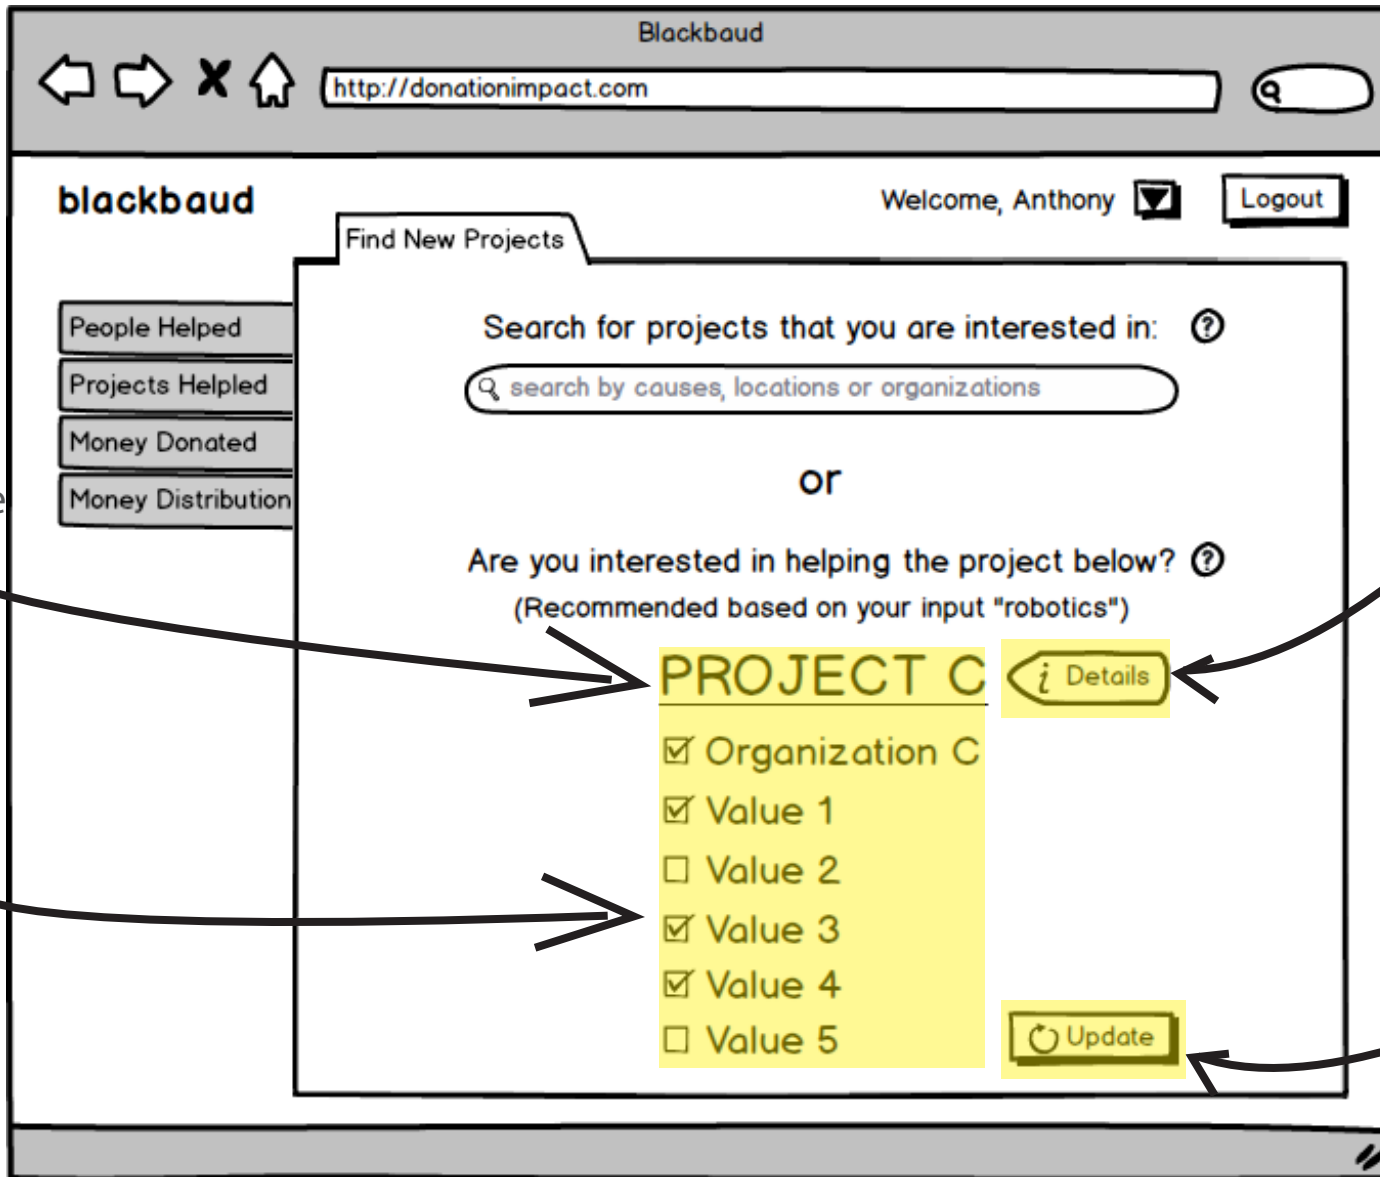 Blackbaud
http://donationimpact.com
blackbaud
Welcome, Anthony
Logout
Find New Projects
People Helped
Projects Helpled
Money Donated
Money Distribution
Search for projects that you are interested in:
?
search by causes, locations or organizations
or
Are you interested in helping the project below?
?
(Recommended based on your input "robotics")
PROJECT C
i Details
Organization C
Value 1
Value 2
Value 3
Value 4
Value 5
Update